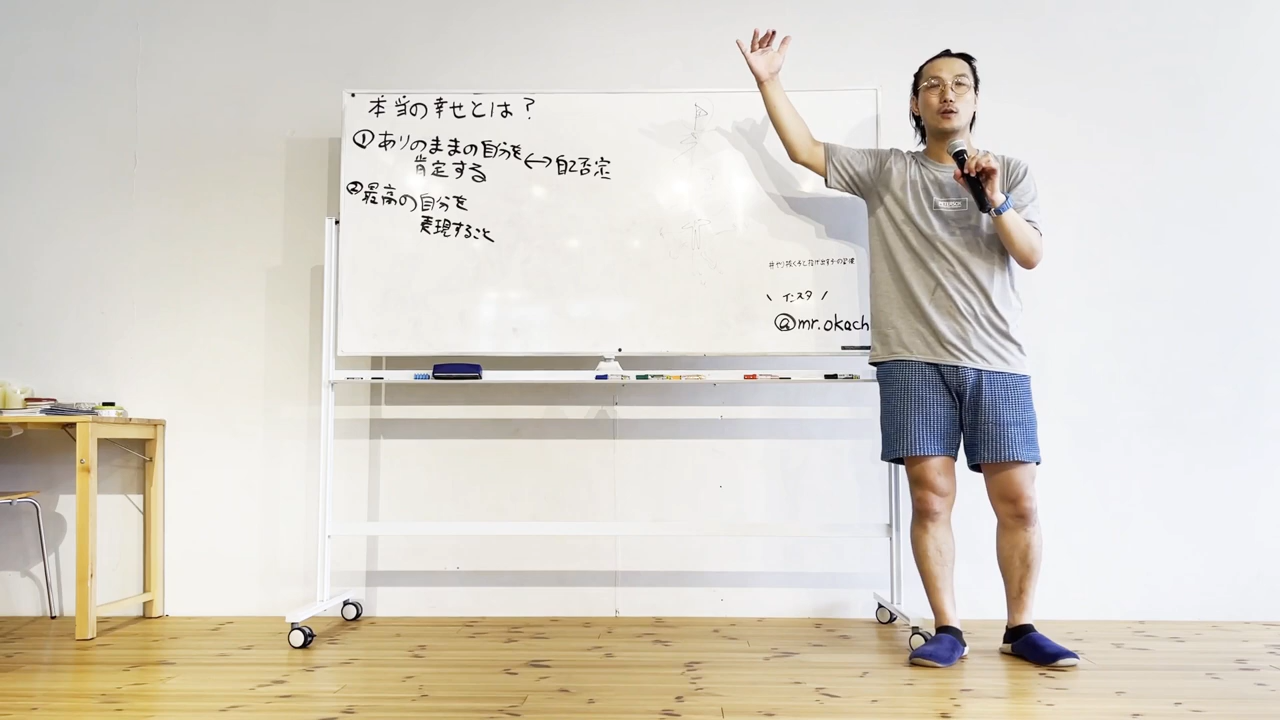 本当の幸せとは?
①ありのままの自分を
肯定する
↔自己否定
②最高の自分を
表現すること
\ インスタ /
@mr.okach